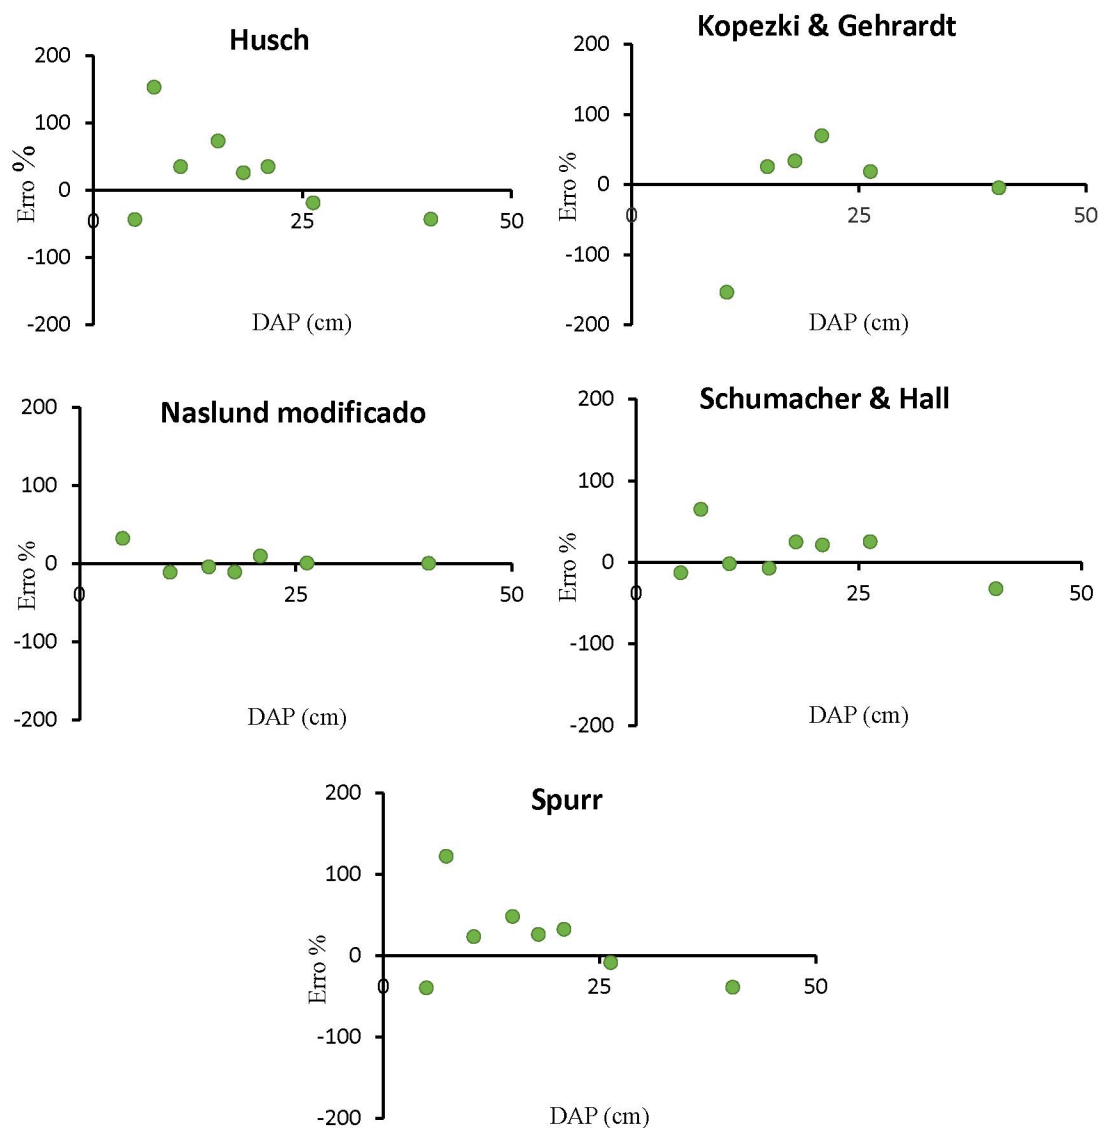 Husch
200
100
0
-100
-200
0
25
50
Erro %
DAP (cm)
Kopezki & Gehrardt
200
100
0
-100
-200
0
25
50
Erro %
DAP (cm)
Naslund modificado
200
100
0
-100
-200
0
25
50
Erro %
DAP (cm)
Schumacher & Hall
200
100
0
-100
-200
0
25
50
Erro %
DAP (cm)
Spurr
200
100
0
-100
-200
0
25
50
Erro %
DAP (cm)